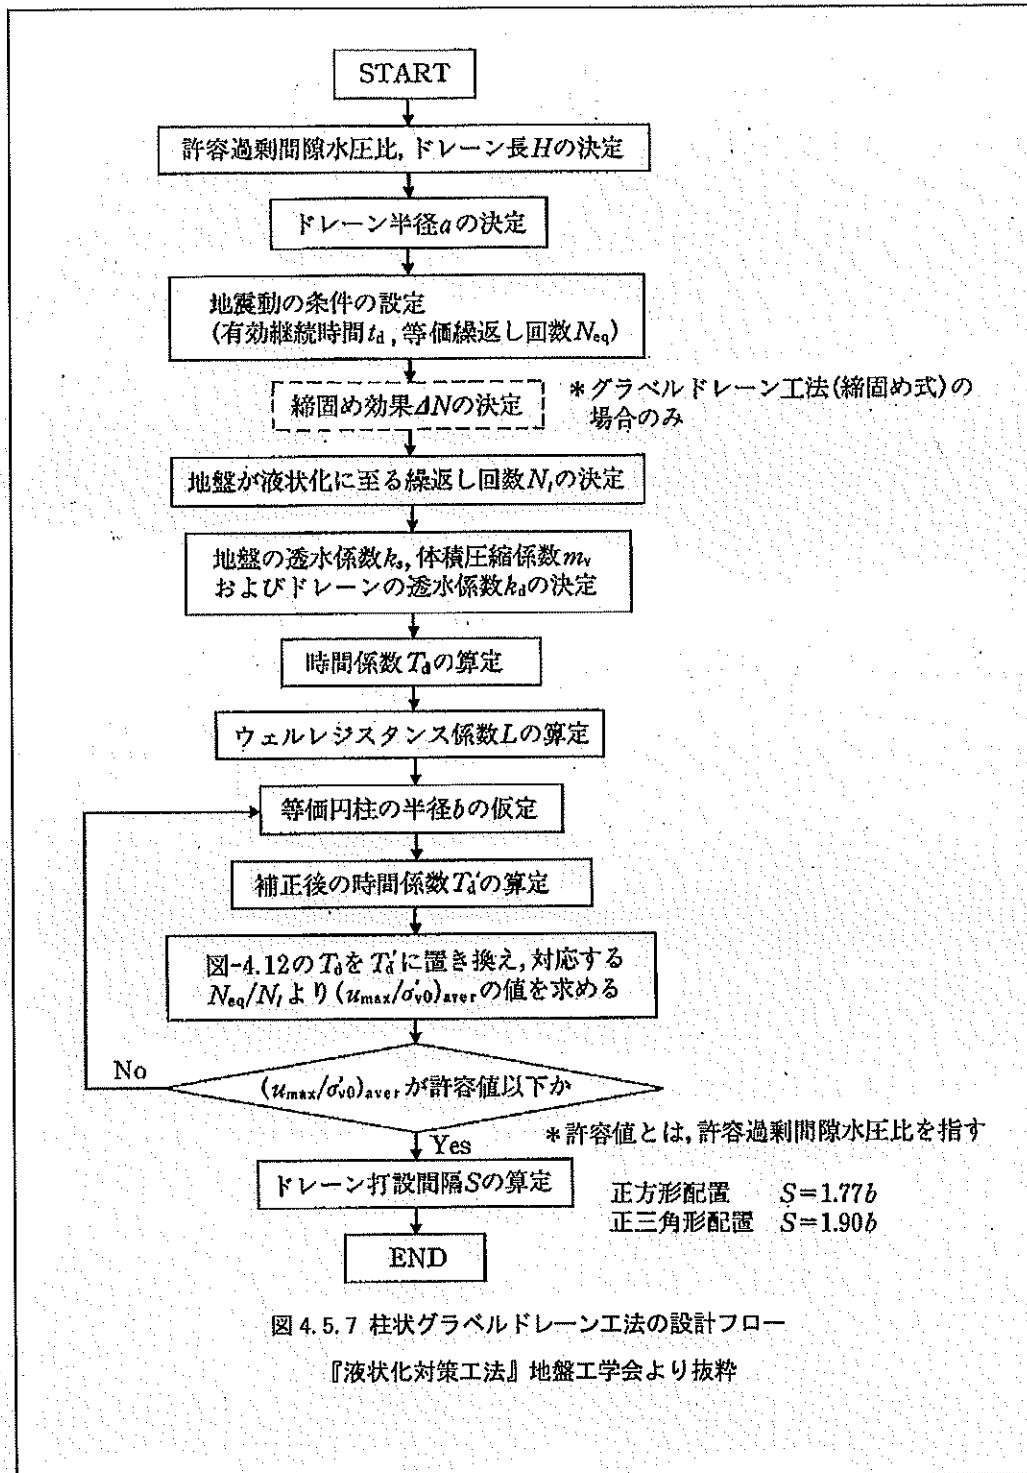 START
許容過剰間隙水圧比, ドレーン長Hの決定
ドレーン半径aの決定
地震動の条件の設定
(有効継続時間td, 等価繰返し回数Neq)
締固め効果ΔNの決定
*グラベルドレーン工法(締固め式)の
場合のみ
地盤が液状化に至る繰返し回数Nlの決定
地盤の透水係数ks, 体積圧縮係数mv
およびドレーンの透水係数kdの決定
時間係数Tdの算定
ウェルレジスタンス係数Lの算定
等価円柱の半径bの仮定
補正後の時間係数Td'の算定
図-4.12のTdをTd'に置き換え, 対応する
Neq/Nlより(umax/σ'v0)averの値を求める
No
(umax/σ'v0)averが許容値以下か
Yes
*許容値とは, 許容過剰間隙水圧比を指す
ドレーン打設間隔Sの算定
正方形配置 S=1.77b
正三角形配置 S=1.90b
END
図4.5.7 柱状グラベルドレーン工法の設計フロー
『液状化対策工法』地盤工学会より抜粋